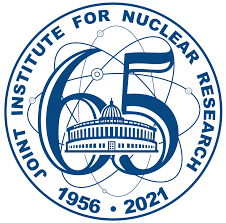 JOINT INSTITUTE FOR NUCLEAR RESEARCH
65
1956 • 2021